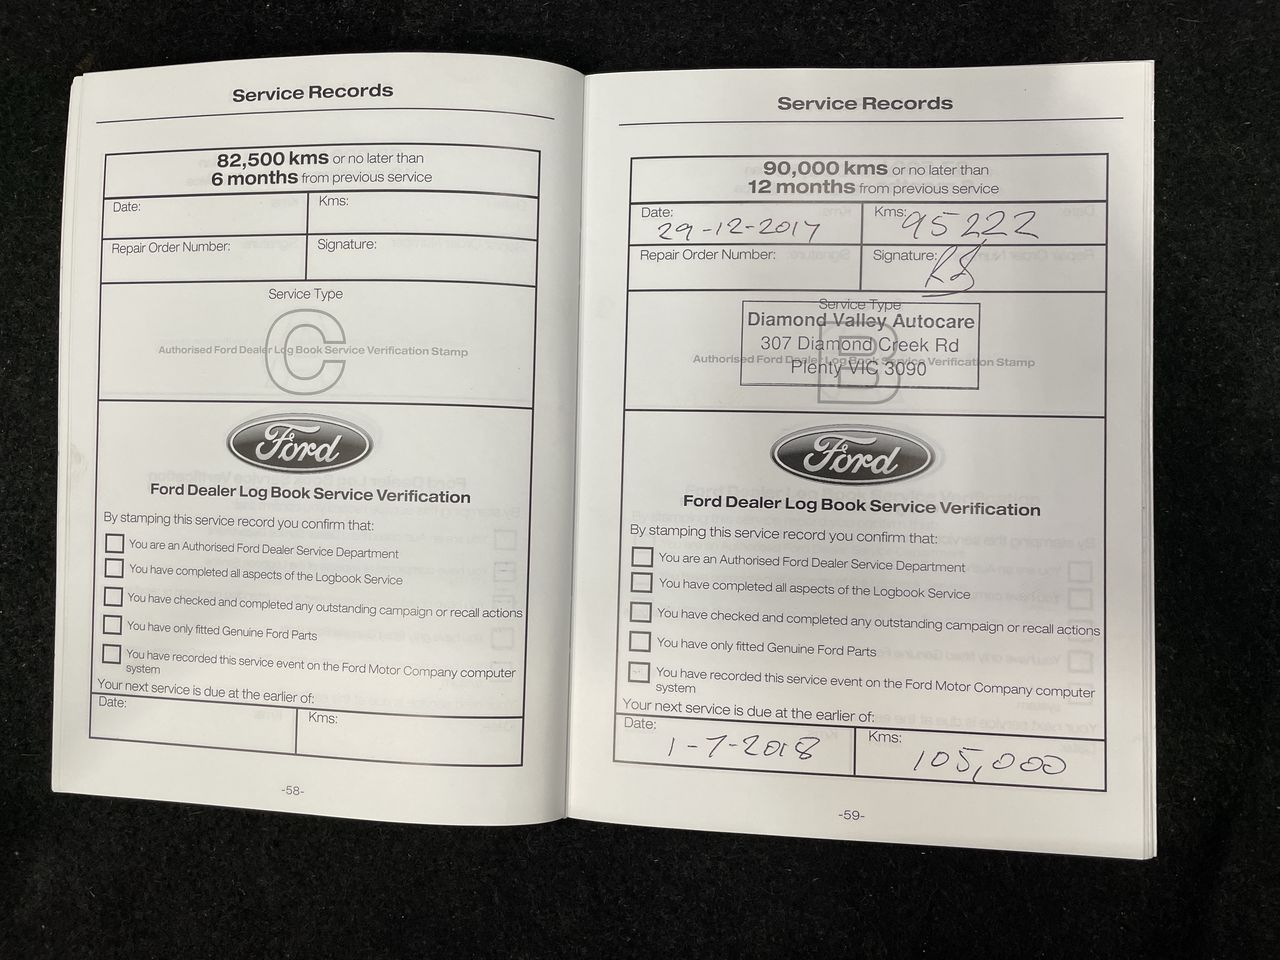 Service Records
82,500 kms or no later than
6 months from previous service
Date:
Kms:
Repair Order Number:
Signature:
Service Type
C
Authorised Ford Dealer Log Book Service Verification Stamp
Ford
Ford Dealer Log Book Service Verification
By stamping this service record you confirm that:
You are an Authorised Ford Dealer Service Department
You have completed all aspects of the Logbook Service
You have checked and completed any outstanding campaign or recall actions
You have only fitted Genuine Ford Parts
You have recorded this service event on the Ford Motor Company computer
system
Your next service is due at the earlier of:
Date:
Kms:
-58-
Service Records
90,000 kms or no later than
12 months from previous service
Date: 29-12-2017
Kms: 95222
Repair Order Number:
Signature:
Service Type
Diamond Valley Autocare
307 Diamond Creek Rd
Plenty VIC 3090
B
Authorised Ford Dealer Log Book Service Verification Stamp
Ford
Ford Dealer Log Book Service Verification
By stamping this service record you confirm that:
You are an Authorised Ford Dealer Service Department
You have completed all aspects of the Logbook Service
You have checked and completed any outstanding campaign or recall actions
You have only fitted Genuine Ford Parts
You have recorded this service event on the Ford Motor Company computer
system
Your next service is due at the earlier of:
Date: 1-7-2018
Kms: 105,000
-59-